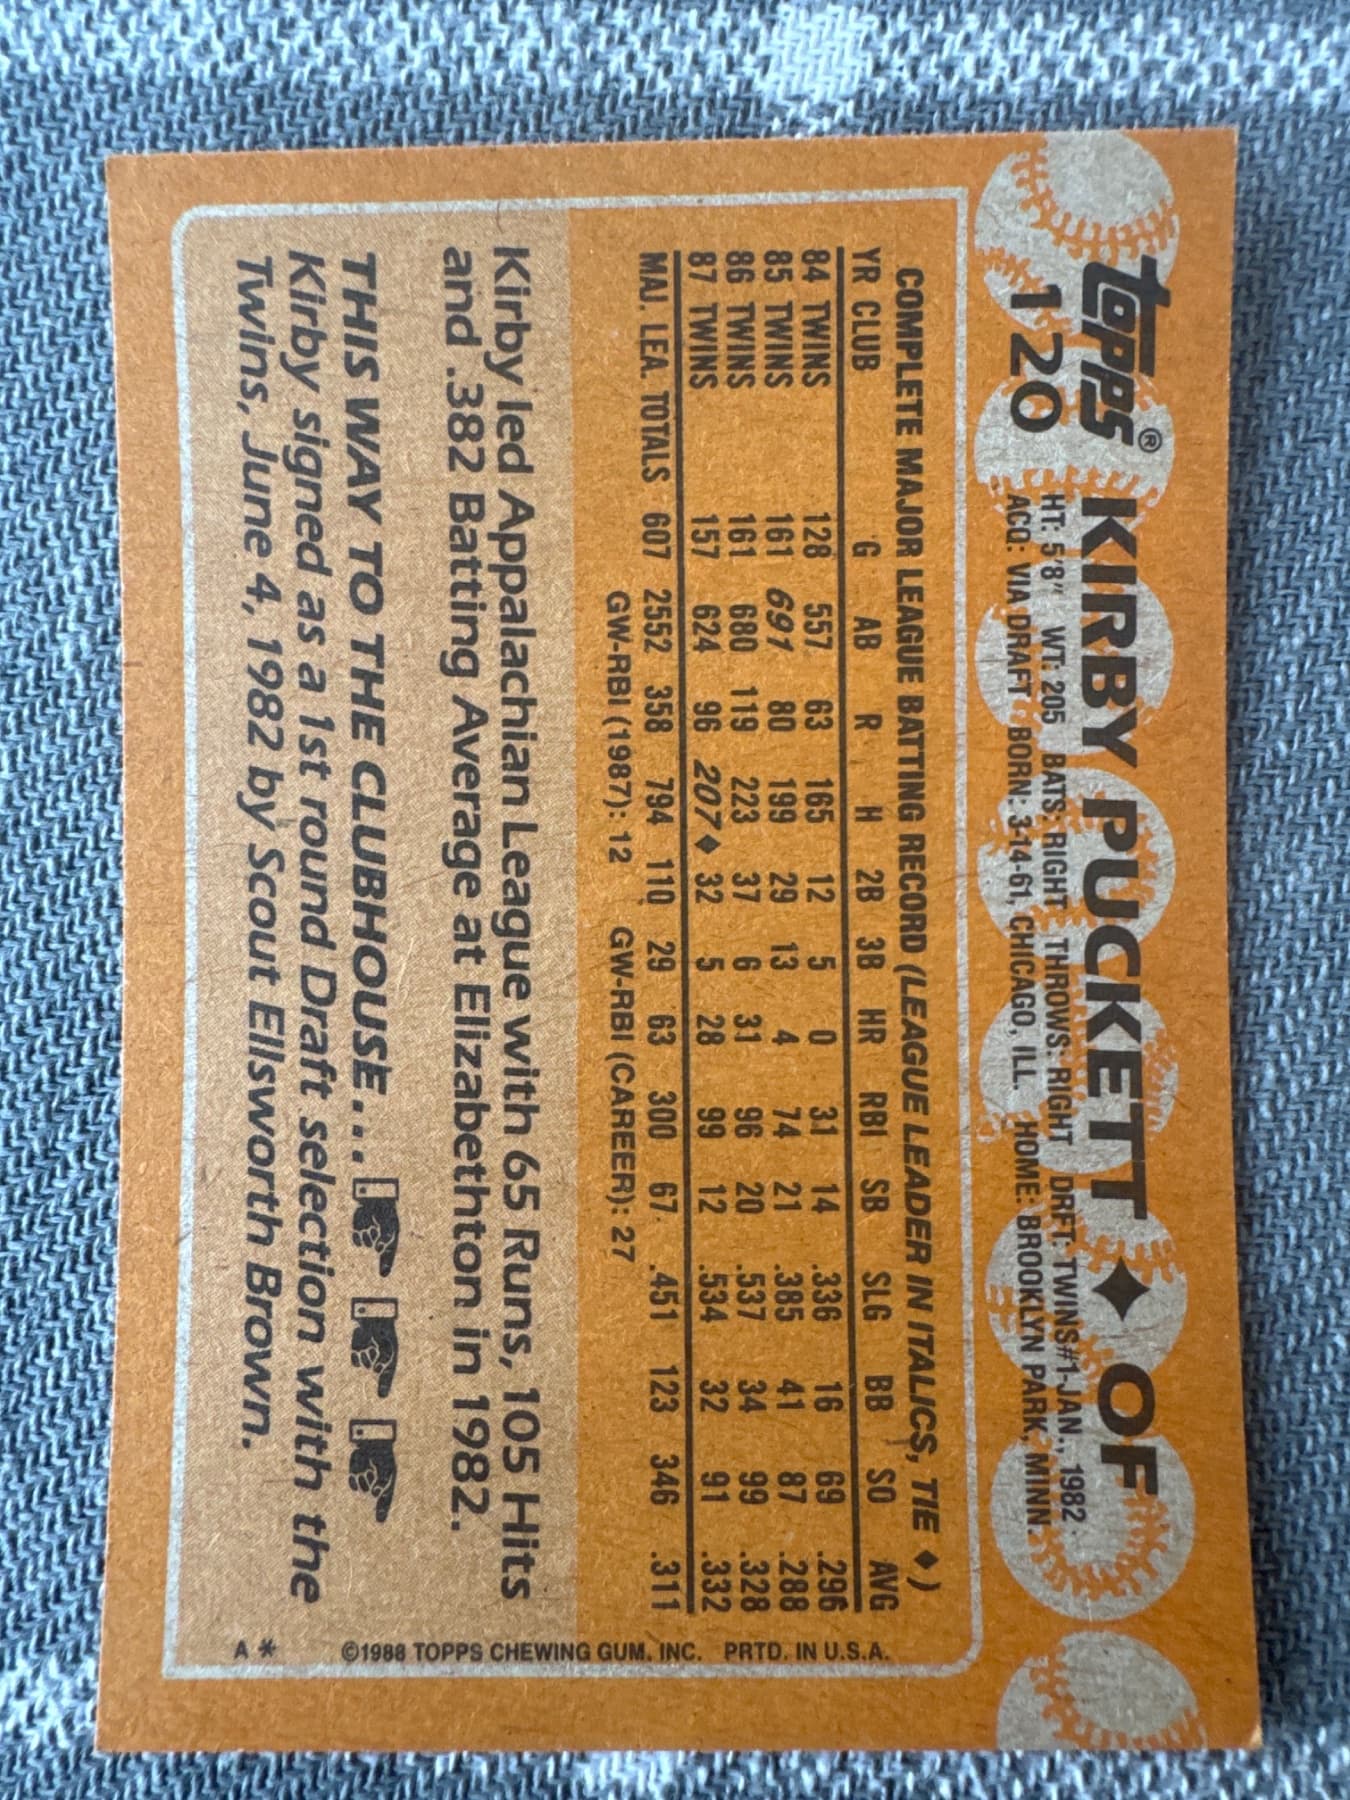 topps®
120
KIRBY PUCKETT ♦ OF
HT: 5'8" WT: 205 BATS: RIGHT THROWS: RIGHT DRFT: TWINS#1-JAN., 1982
ACQ: VIA DRAFT BORN: 3-14-61, CHICAGO, ILL. HOME: BROOKLYN PARK, MINN.
COMPLETE MAJOR LEAGUE BATTING RECORD (LEAGUE LEADER IN ITALICS, TIE ♦)
YR CLUB G AB R H 2B 3B HR RBI SB SLG BB SO AVG
84 TWINS 128 557 63 165 12 5 0 31 14 .336 16 69 .296
85 TWINS 161 691 80 199 29 13 4 74 21 .385 41 87 .288
86 TWINS 161 680 119 223 37 6 31 96 20 .537 34 99 .328
87 TWINS 157 624 96 207♦ 32 5 28 99 12 .534 32 91 .332
MAJ. LEA. TOTALS 607 2552 358 794 110 29 63 300 67 .451 123 346 .311
GW-RBI (1987): 12 GW-RBI (CAREER): 27
Kirby led Appalachian League with 65 Runs, 105 Hits
and .382 Batting Average at Elizabethton in 1982.
THIS WAY TO THE CLUBHOUSE...
Kirby signed as a 1st round Draft selection with the
Twins, June 4, 1982 by Scout Ellsworth Brown.
©1988 TOPPS CHEWING GUM, INC. PRTD. IN U.S.A.
A *